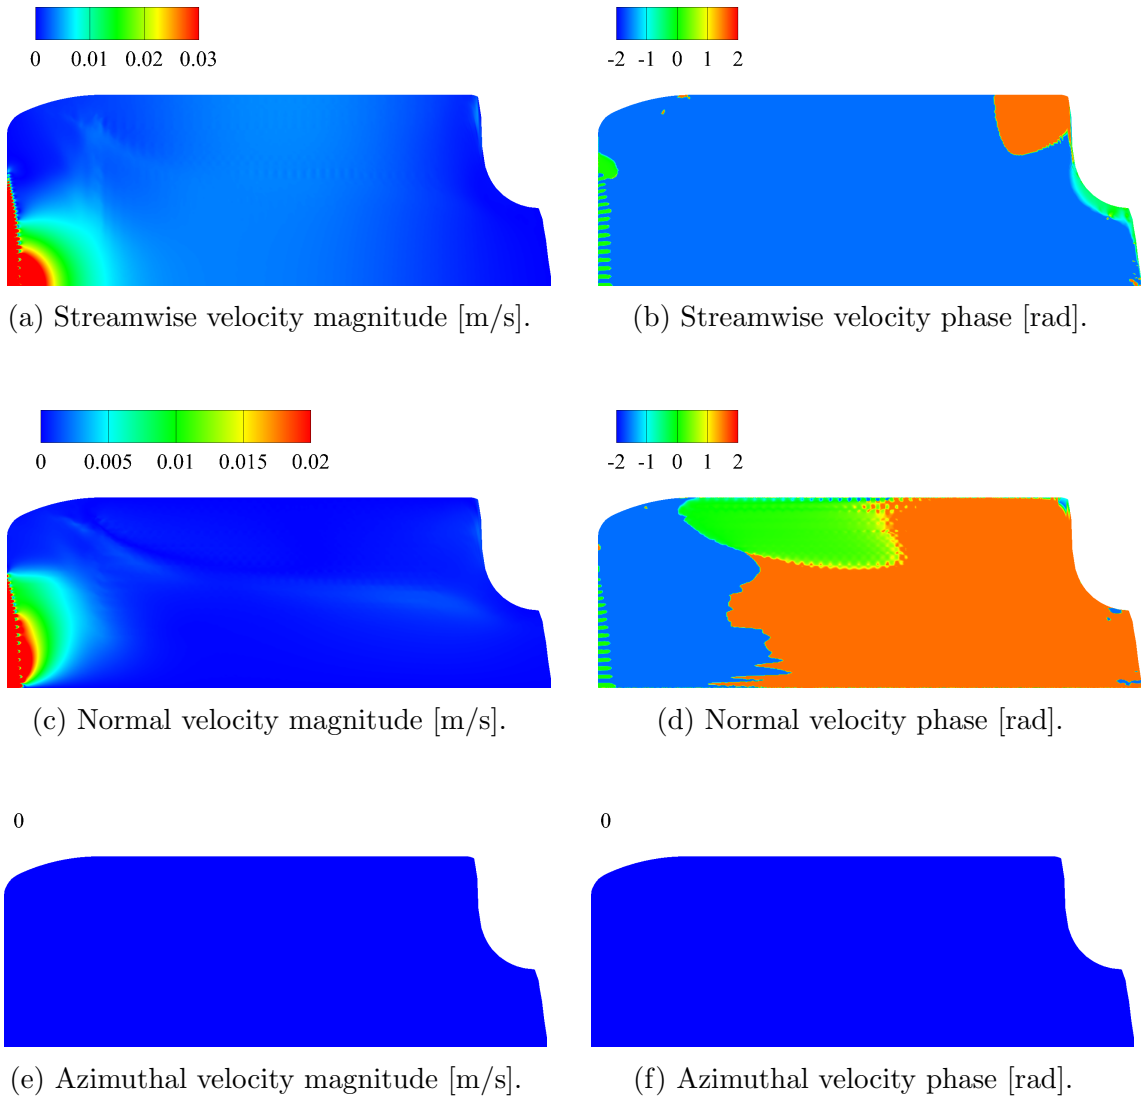 0 0.01 0.02 0.03
-2 -1 0 1 2
(a) Streamwise velocity magnitude [m/s].
(b) Streamwise velocity phase [rad].
0 0.005 0.01 0.015 0.02
-2 -1 0 1 2
(c) Normal velocity magnitude [m/s].
(d) Normal velocity phase [rad].
0
0
(e) Azimuthal velocity magnitude [m/s].
(f) Azimuthal velocity phase [rad].